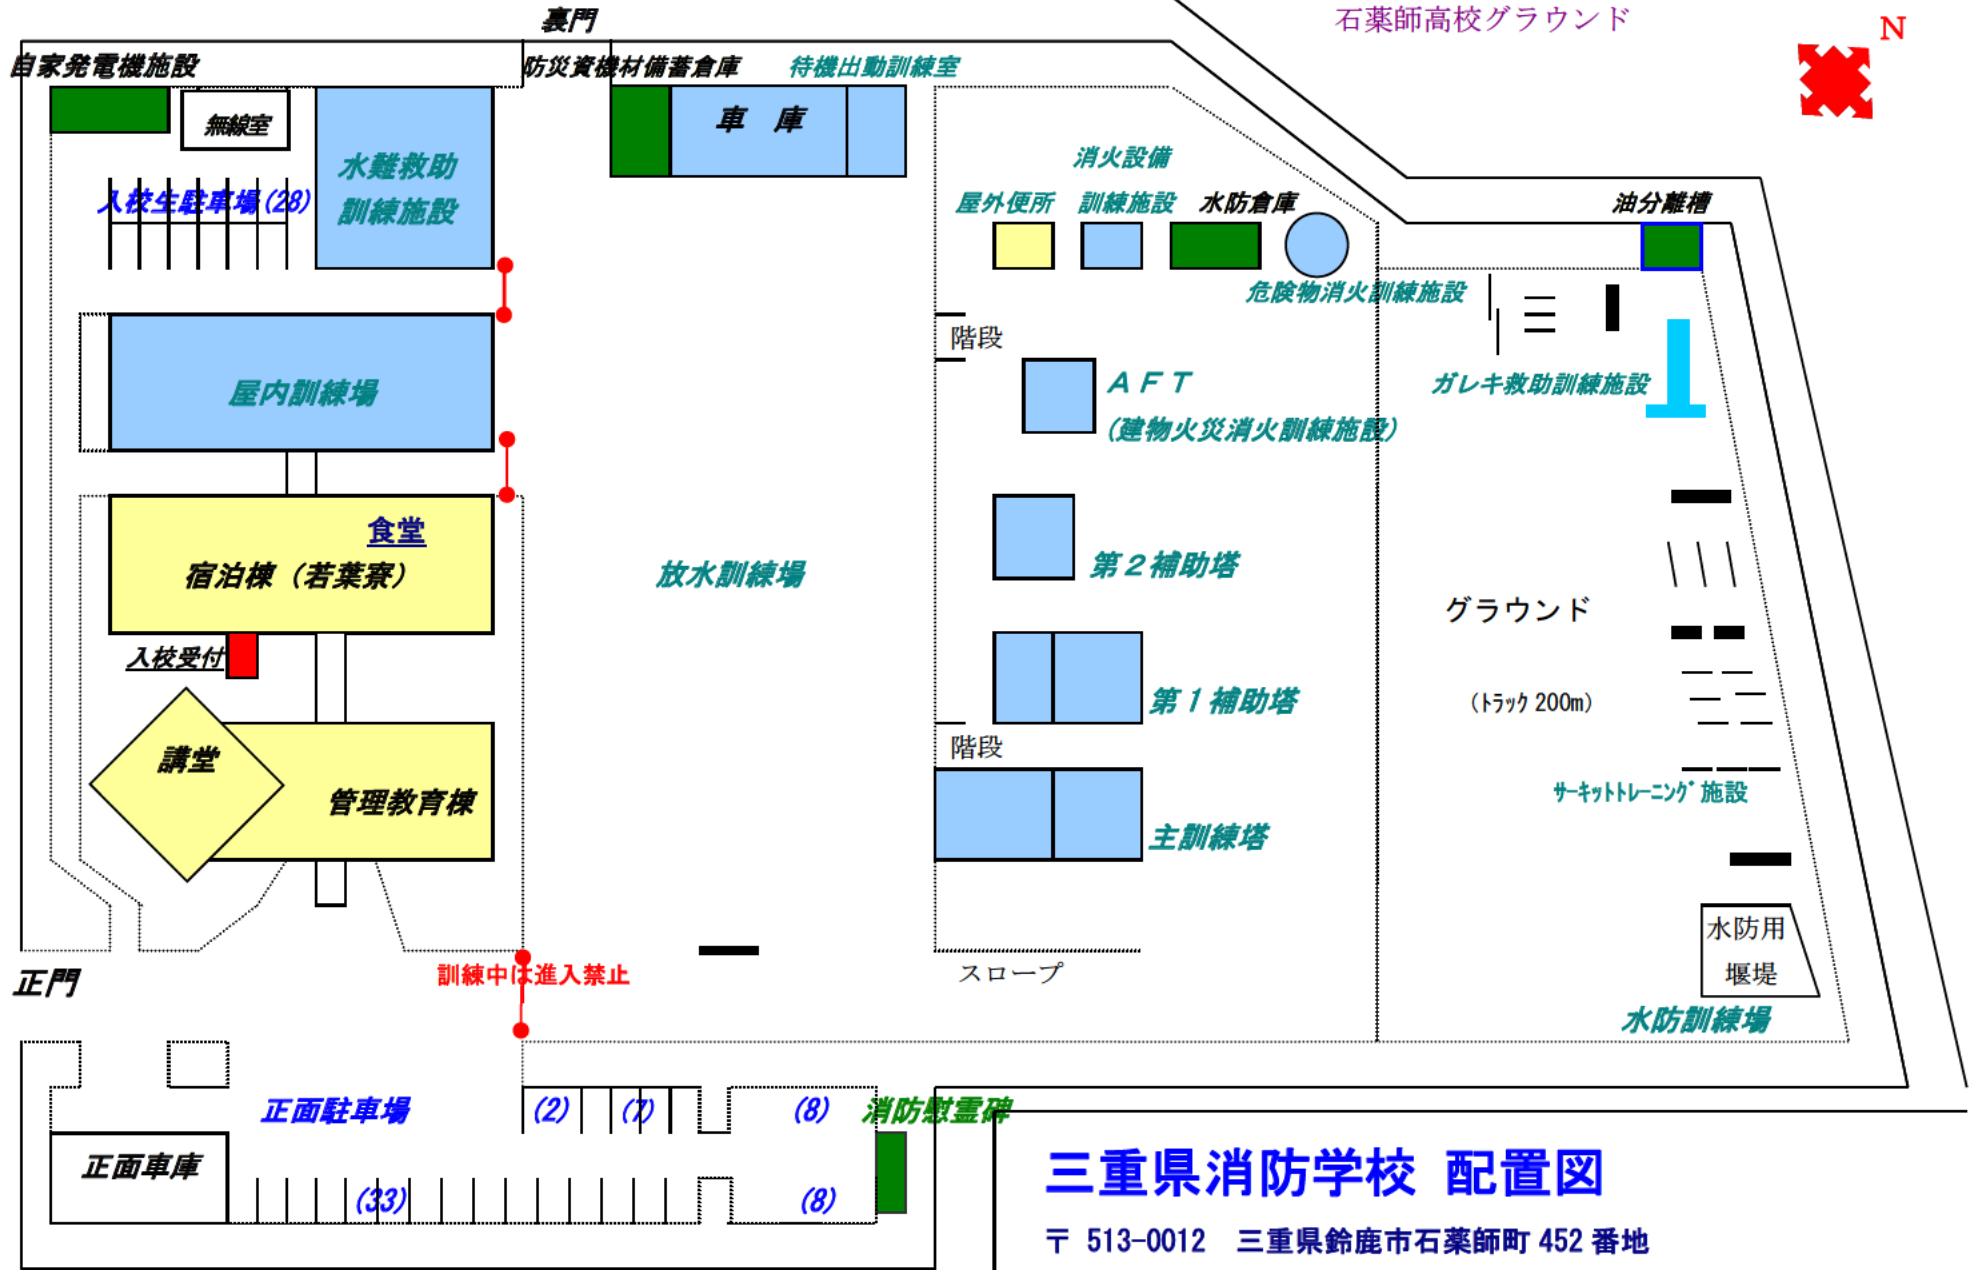 裏門
石薬師高校グラウンド
N
自家発電機施設
防災資機材備蓄倉庫
待機出動訓練室
無線室
車 庫
水難救助
訓練施設
消火設備
訓練施設
入校生駐車場(28)
屋外便所
水防倉庫
油分離槽
危険物消火訓練施設
階段
屋内訓練場
AFT
(建物火災消火訓練施設)
ガレキ救助訓練施設
食堂
宿泊棟(若葉寮)
放水訓練場
第2補助塔
グラウンド
入校受付
第1補助塔
(トラック 200m)
講堂
階段
管理教育棟
主訓練塔
サーキットトレーニング施設
水防用
堰堤
正門
訓練中は進入禁止
スロープ
水防訓練場
正面駐車場
(2)
(7)
(8)
消防慰霊碑
正面車庫
(33)
(8)
三重県消防学校 配置図
〒 513-0012 三重県鈴鹿市石薬師町 452 番地